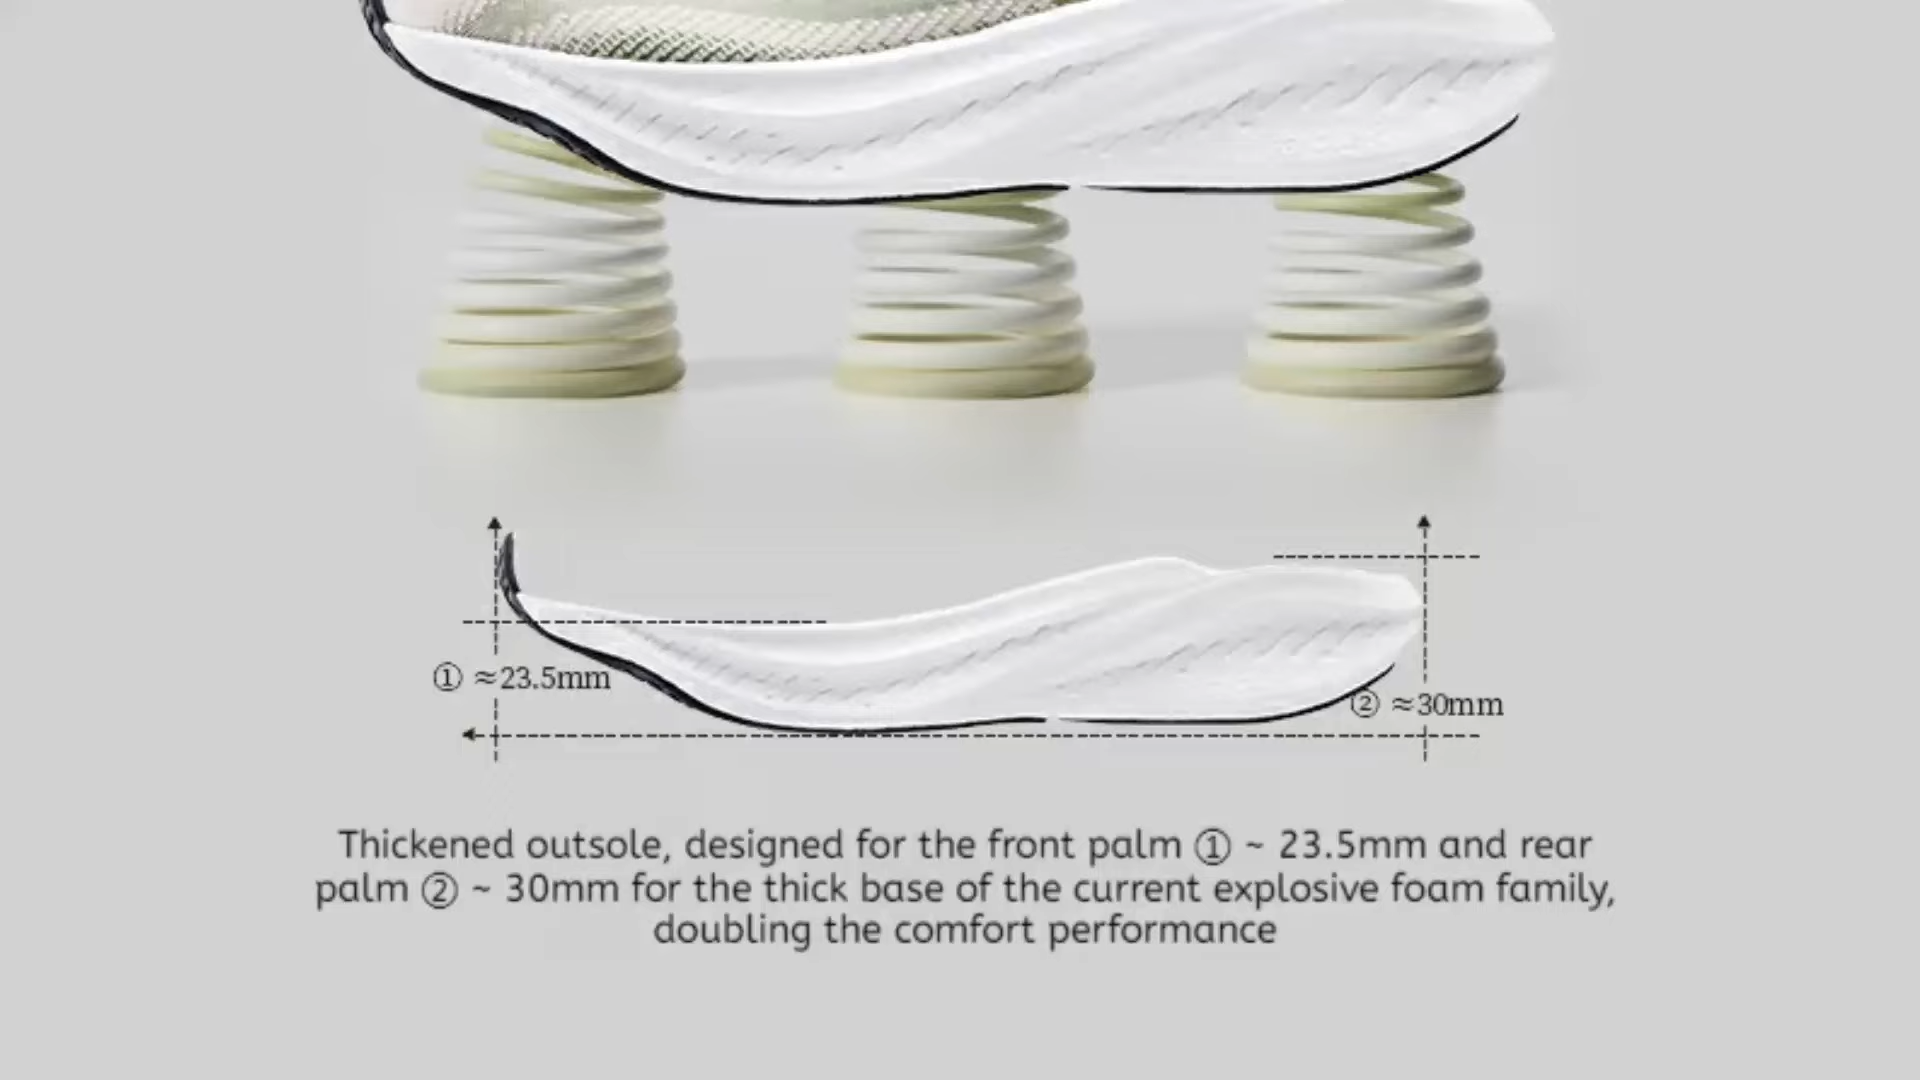 ① ≈23.5mm
② ≈30mm
Thickened outsole, designed for the front palm ① ~ 23.5mm and rear
palm ② ~ 30mm for the thick base of the current explosive foam family,
doubling the comfort performance